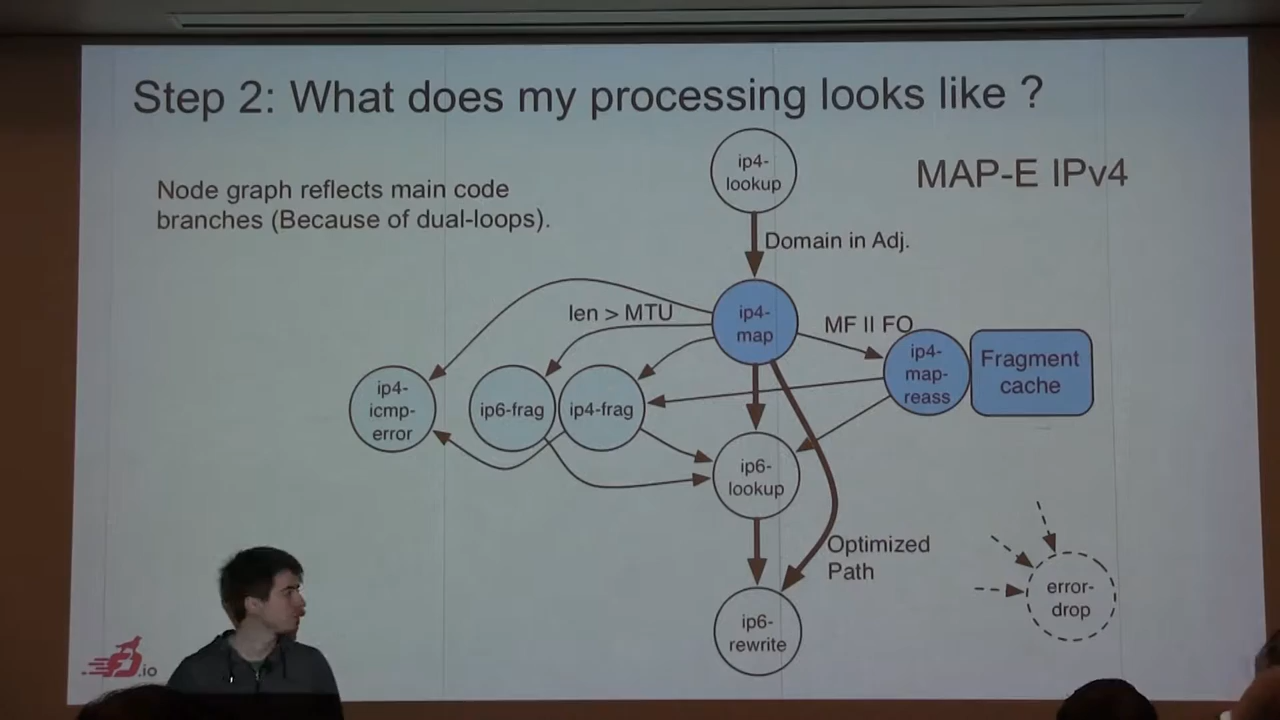 Step 2: What does my processing looks like ?
Node graph reflects main code
branches (Because of dual-loops).
MAP-E IPv4
ip4-
lookup
Domain in Adj.
len > MTU
ip4-
map
MF II FO
ip4-
map-
reass
Fragment
cache
ip4-
icmp-
error
ip6-frag
ip4-frag
ip6-
lookup
Optimized
Path
error-
drop
ip6-
rewrite
.io